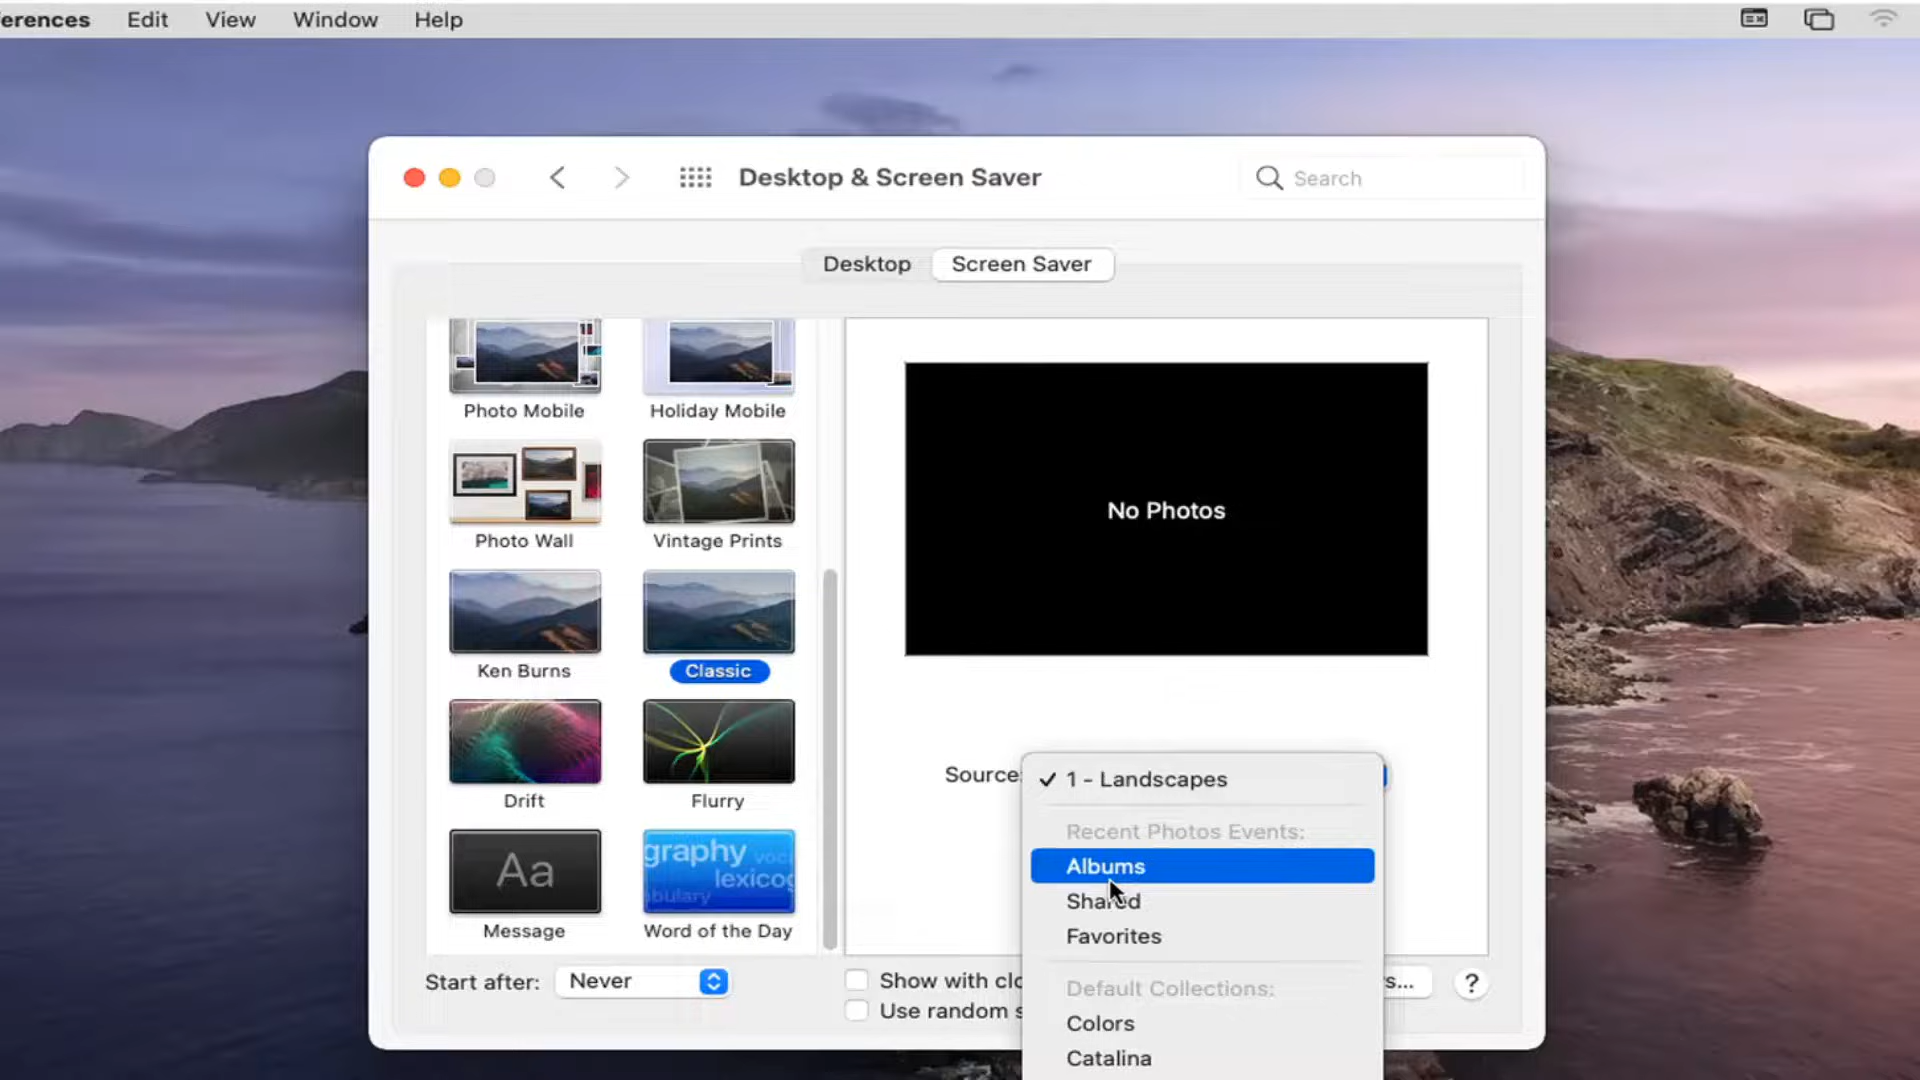 erences Edit View Window Help
Desktop & Screen Saver
Search
Desktop Screen Saver
Photo Mobile Holiday Mobile
Photo Wall Vintage Prints
Ken Burns Classic
Drift Flurry
Aa
graphy voca
lexicog
bulary
Message Word of the Day
No Photos
Source:
✓ 1 - Landscapes
Recent Photos Events:
Albums
Shared
Favorites
Default Collections:
Colors
Catalina
Start after: Never
Show with clo
Use random s
s...
?